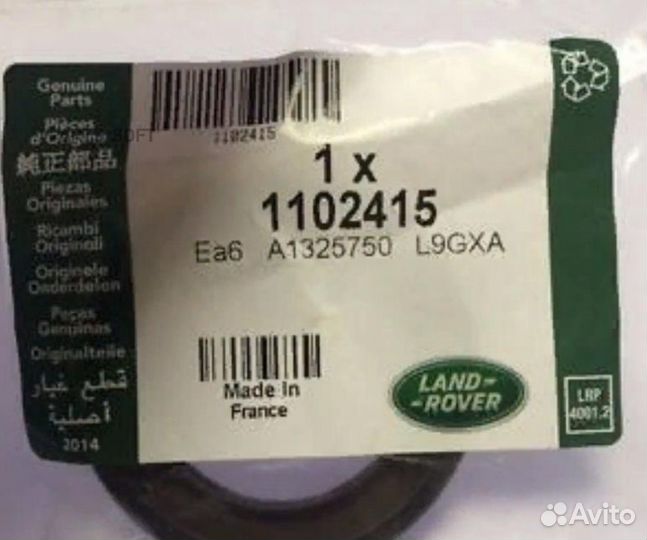 Genuine
Parts
Pièces
d'Origine
純正部品
Piezas
Originales
Ricambi
Originali
Originele
Onderdelen
Peças
Genuínas
Originalteile
قطع غيار
أصلية
2014
SOFT
1102415
1 x
1102415
Ea6 A1325750 L9GXA
Made In
France
LAND-
-ROVER
LRP
4001.2
Avito